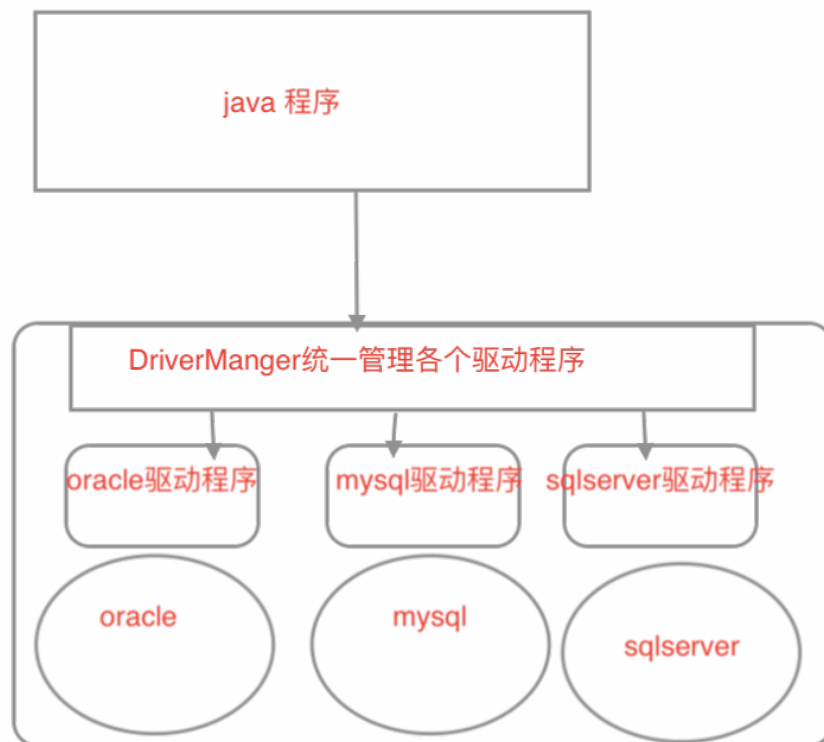 java 程序
DriverManger统一管理各个驱动程序
oracle驱动程序
mysql驱动程序
sqlserver驱动程序
oracle
mysql
sqlserver